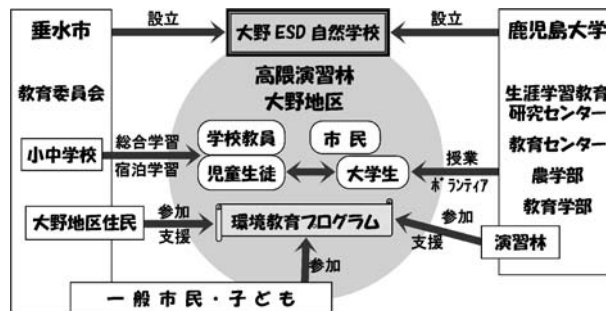 垂水市
設立
大野ESD自然学校
設立
鹿児島大学
高隈演習林
大野地区
教育委員会
生涯学習教育
研究センター
教育センター
農学部
教育学部
小中学校
総合学習
宿泊学習
学校教員
市民
児童生徒
大学生
授業
ボランティア
大野地区住民
参加
支援
環境教育プログラム
参加
支援
演習林
参加
一般市民・子ども